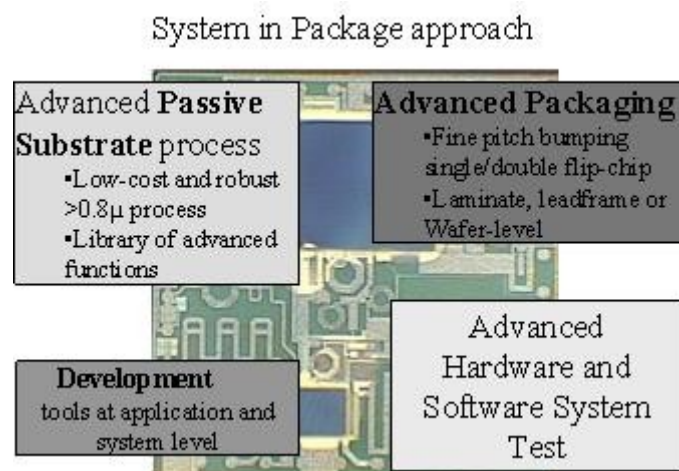 System in Package approach
Advanced Passive
Substrate process
▪Low-cost and robust
>0.8μ process
▪Library of advanced
functions
Advanced Packaging
▪Fine pitch bumping
single/double flip-chip
▪Laminate, leadframe or
Wafer-level
Development
tools at application and
system level
Advanced
Hardware and
Software System
Test